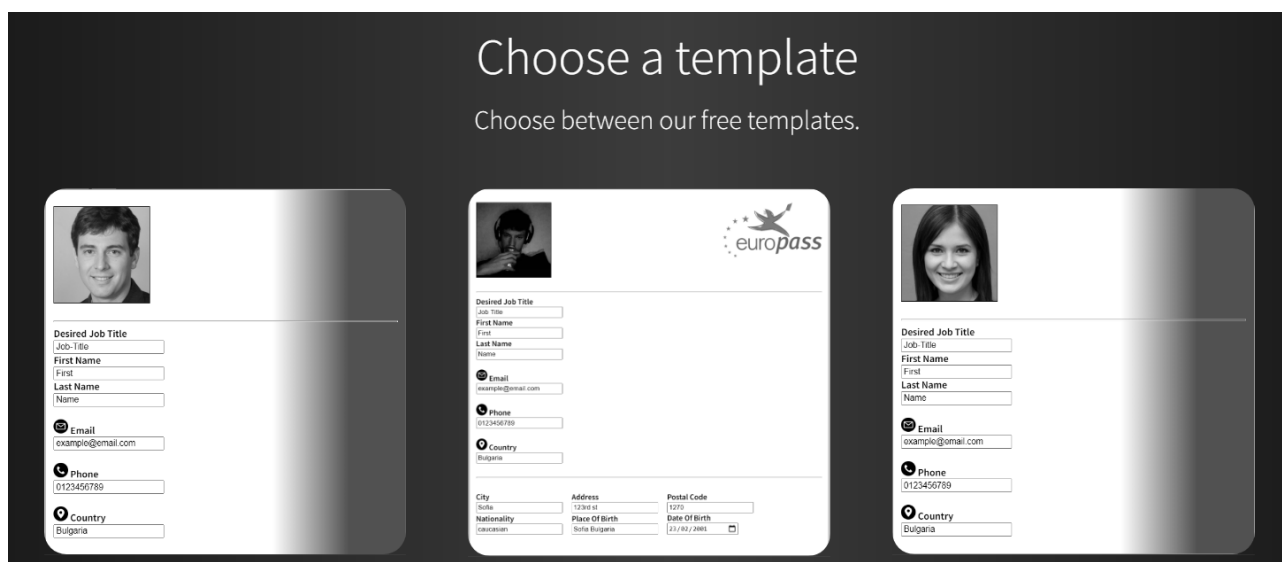 Choose a template
Choose between our free templates.
Desired Job Title
Job-Title
First Name
First
Last Name
Name
Email
example@email.com
Phone
0123456789
Country
Bulgaria
europass
Desired Job Title
Job Title
First Name
First
Last Name
Name
Email
example@email.com
Phone
0123456789
Country
Bulgaria
City Address Postal Code
Sofia 123rd st 1270
Nationality Place Of Birth Date Of Birth
caucasian Sofia Bulgaria 23/02/2001
Desired Job Title
Job-Title
First Name
First
Last Name
Name
Email
example@email.com
Phone
0123456789
Country
Bulgaria